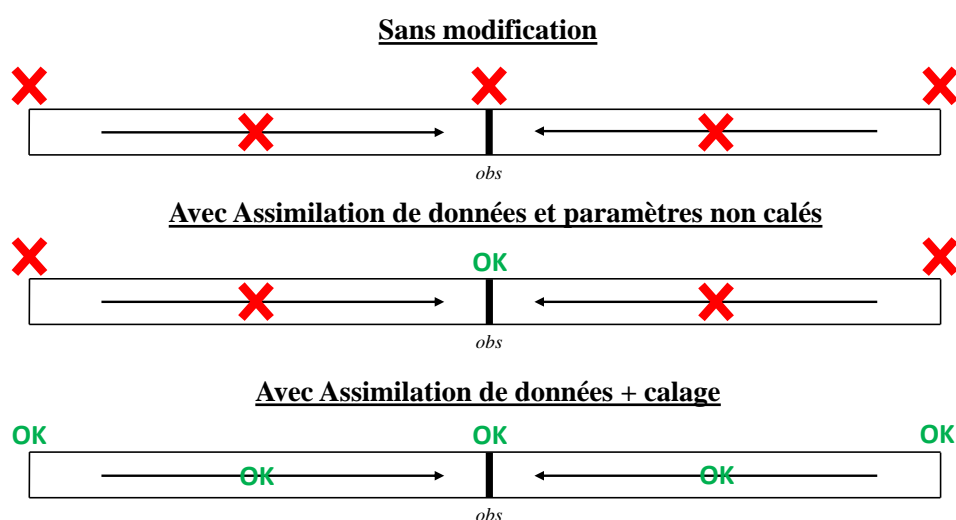 Sans modification
obs
Avec Assimilation de données et paramètres non calés
OK
obs
Avec Assimilation de données + calage
OK OK OK
OK OK
obs